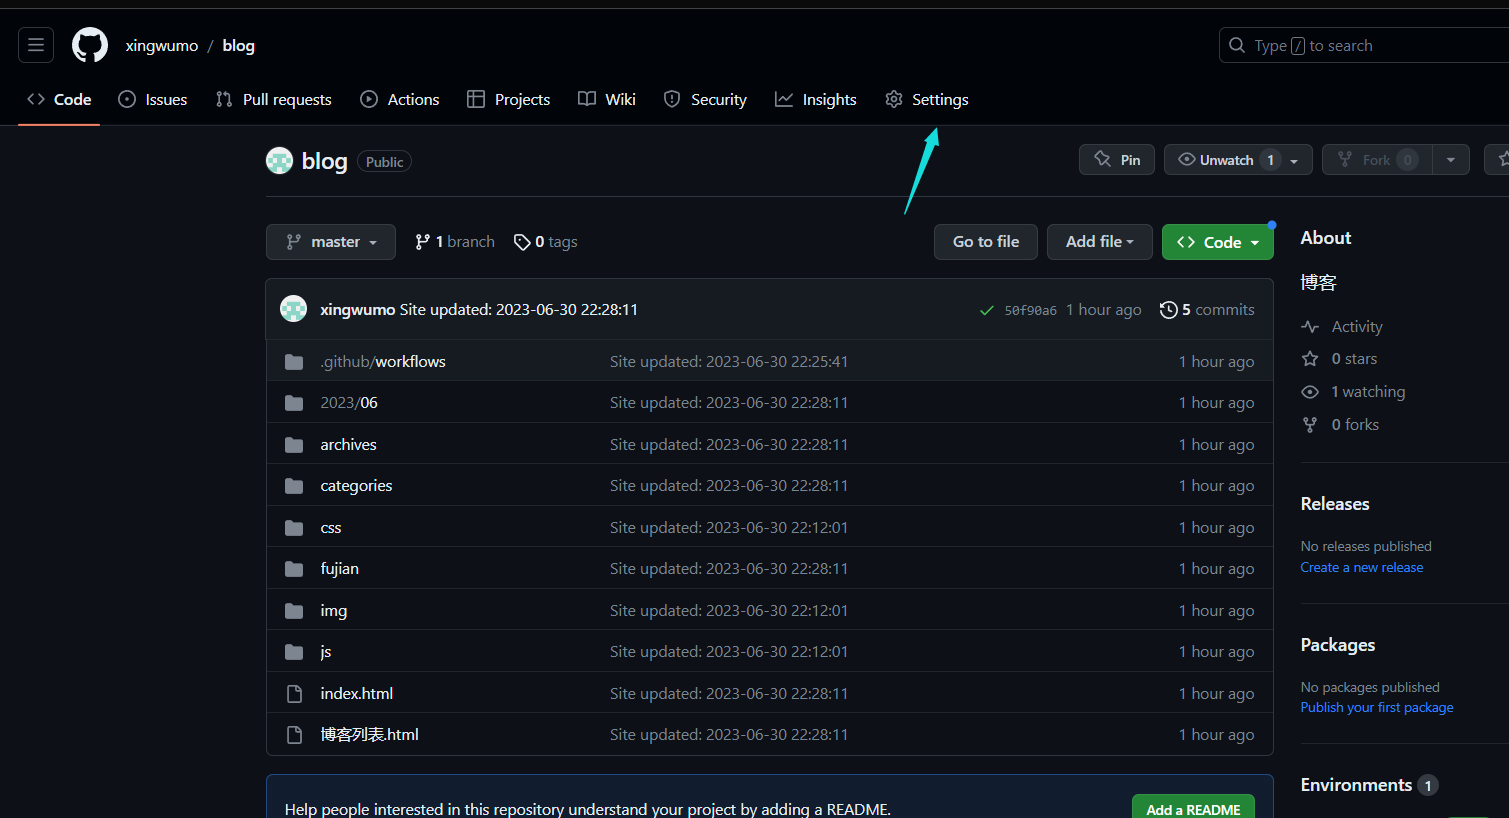 xingwumo / blog
Type / to search
Code Issues Pull requests Actions Projects Wiki Security Insights Settings
blog Public
Pin Unwatch 1 Fork 0
master 1 branch 0 tags Go to file Add file Code
xingwumo Site updated: 2023-06-30 22:28:11 50f90a6 1 hour ago 5 commits
.github/workflows Site updated: 2023-06-30 22:25:41 1 hour ago
2023/06 Site updated: 2023-06-30 22:28:11 1 hour ago
archives Site updated: 2023-06-30 22:28:11 1 hour ago
categories Site updated: 2023-06-30 22:28:11 1 hour ago
css Site updated: 2023-06-30 22:12:01 1 hour ago
fujian Site updated: 2023-06-30 22:28:11 1 hour ago
img Site updated: 2023-06-30 22:12:01 1 hour ago
js Site updated: 2023-06-30 22:12:01 1 hour ago
index.html Site updated: 2023-06-30 22:28:11 1 hour ago
博客列表.html Site updated: 2023-06-30 22:28:11 1 hour ago
Help people interested in this repository understand your project by adding a README. Add a README
About
博客
Activity
0 stars
1 watching
0 forks
Releases
No releases published
Create a new release
Packages
No packages published
Publish your first package
Environments 1